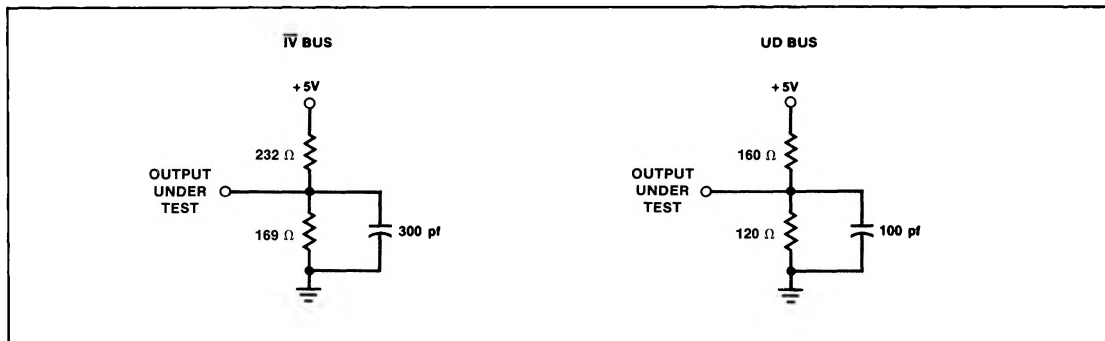 I̅V̅ BUS
+5V
232 Ω
OUTPUT
UNDER
TEST
169 Ω
300 pf
UD BUS
+5V
160 Ω
OUTPUT
UNDER
TEST
120 Ω
100 pf